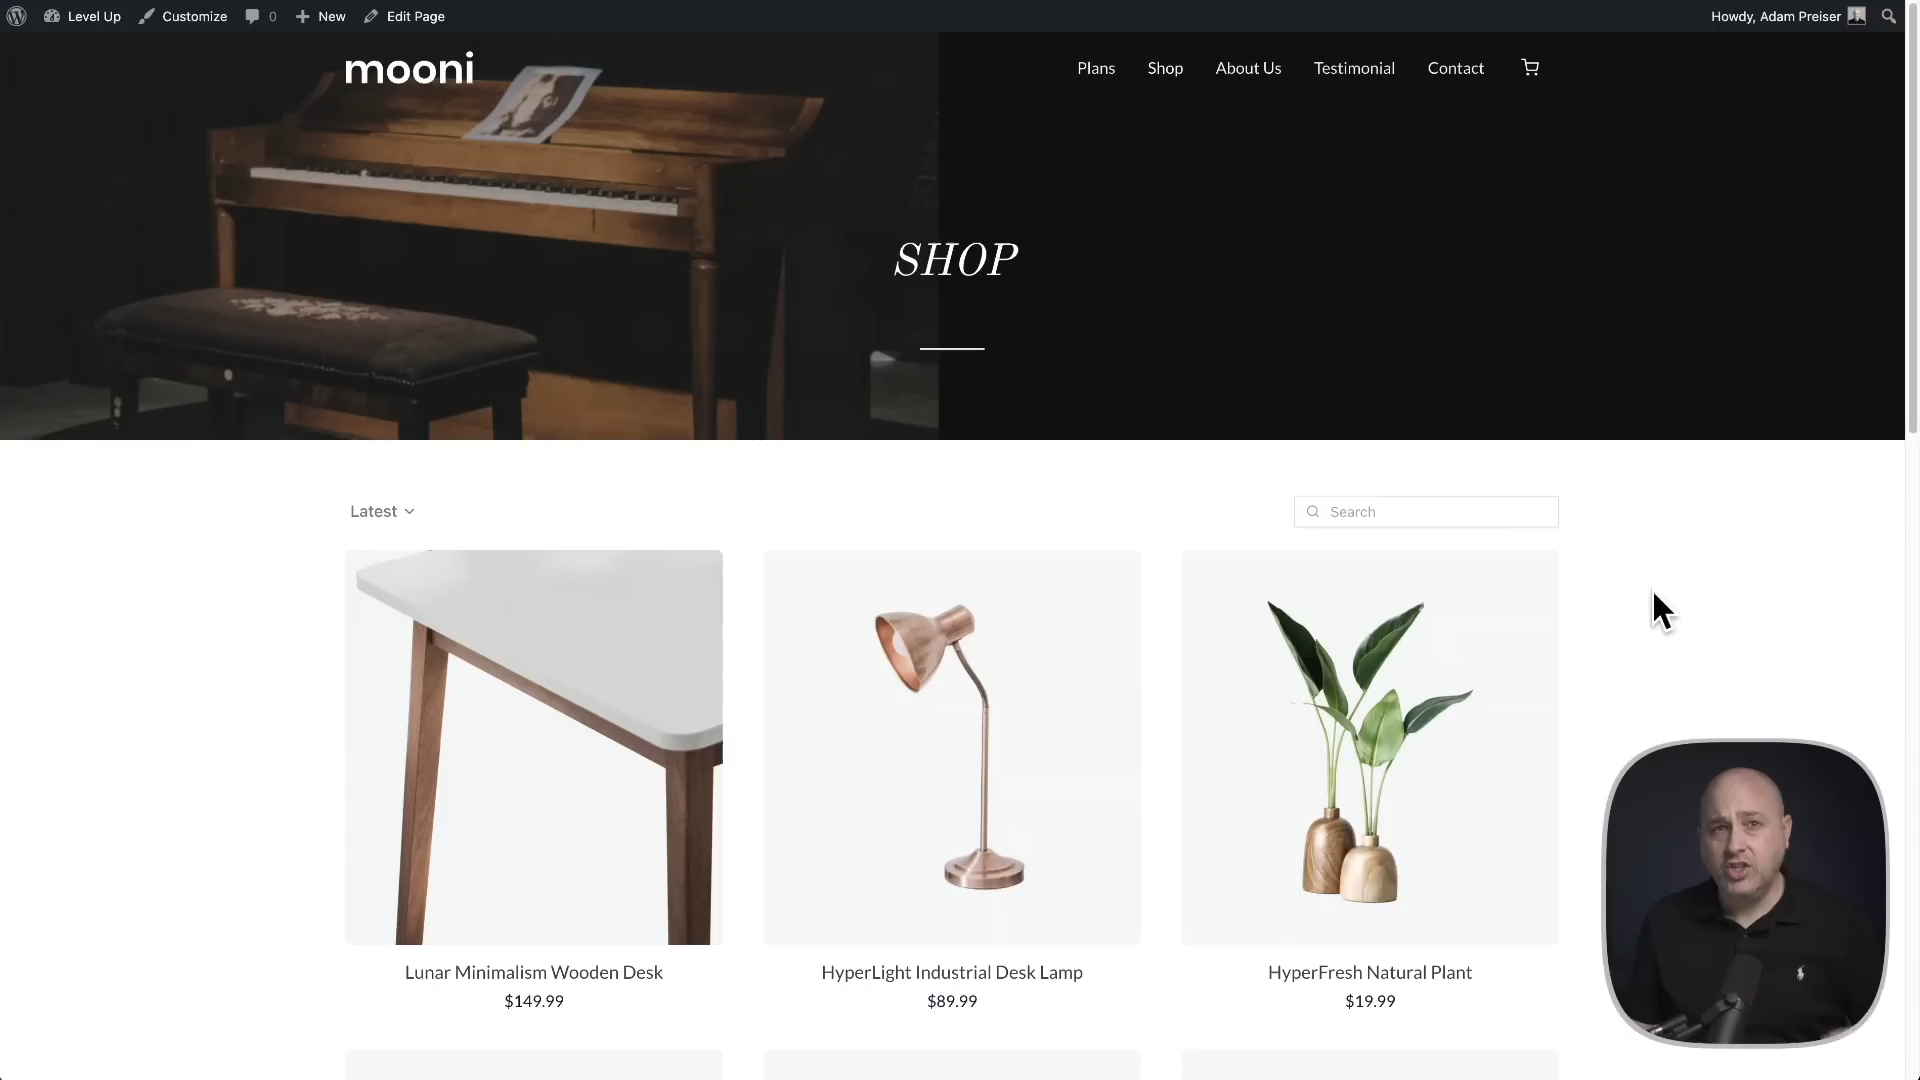 Level Up
Customize
0
New
Edit Page
Howdy, Adam Preiser
mooni
Plans
Shop
About Us
Testimonial
Contact
SHOP
Latest
Search
Lunar Minimalism Wooden Desk
$149.99
HyperLight Industrial Desk Lamp
$89.99
HyperFresh Natural Plant
$19.99